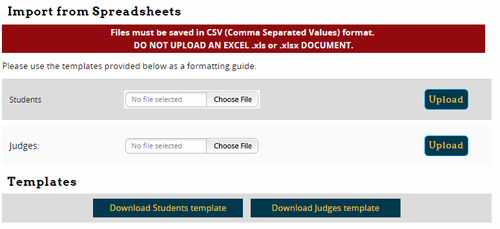 Import from Spreadsheets
Files must be saved in CSV (Comma Separated Values) format.
DO NOT UPLOAD AN EXCEL .xls or .xlsx DOCUMENT.
Please use the templates provided below as a formatting guide.
Students No file selected Choose File Upload
Judges: No file selected Choose File Upload
Templates
Download Students template Download Judges template